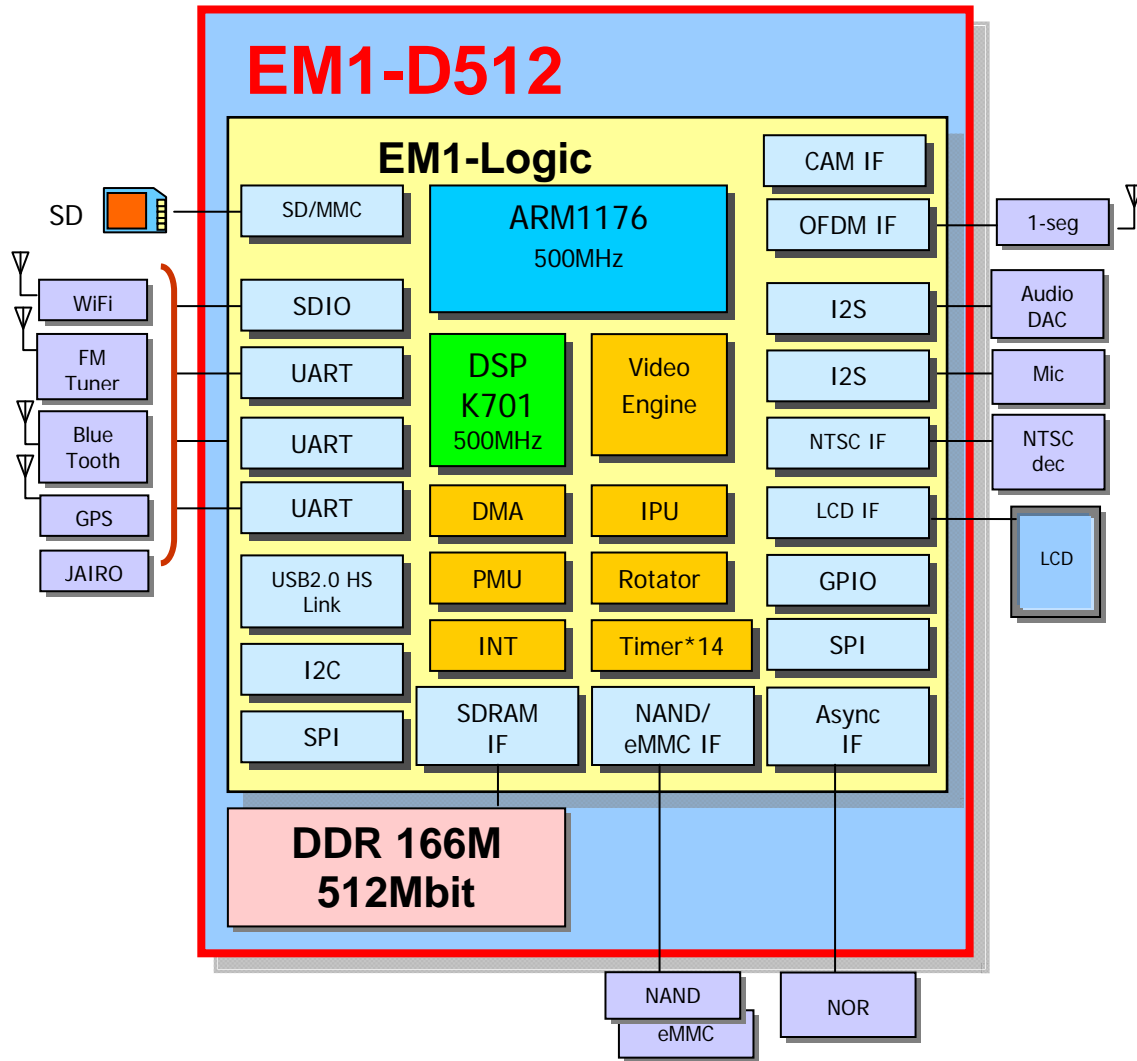 EM1-D512
EM1-Logic
SD
SD/MMC
ARM1176
500MHz
CAM IF
OFDM IF
1-seg
WiFi
SDIO
I2S
Audio
DAC
FM
Tuner
UART
DSP
K701
500MHz
Video
Engine
I2S
Mic
Blue
Tooth
UART
NTSC IF
NTSC
dec
GPS
UART
DMA
IPU
LCD IF
LCD
JAIRO
USB2.0 HS
Link
PMU
Rotator
GPIO
I2C
INT
Timer*14
SPI
SPI
SDRAM
IF
NAND/
eMMC IF
Async
IF
DDR 166M
512Mbit
NAND
eMMC
NOR